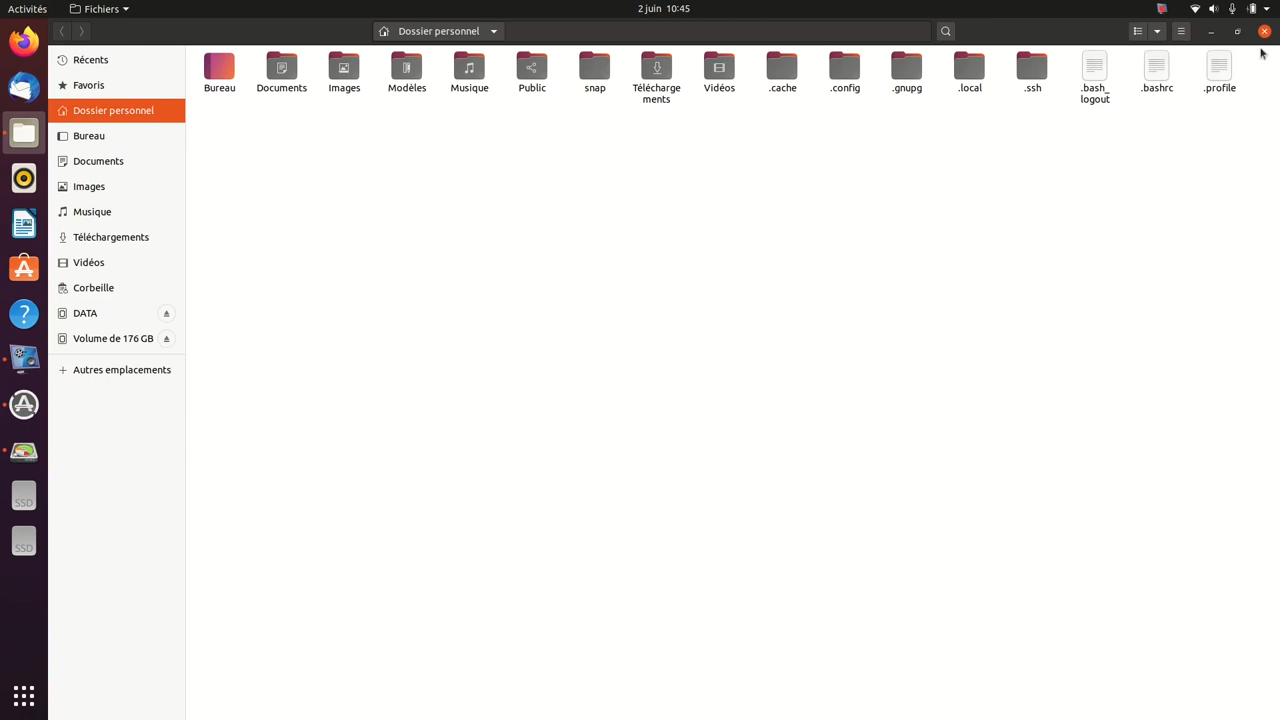 Activités
Fichiers
2 juin 10:45
Dossier personnel
Récents
Favoris
Dossier personnel
Bureau
Documents
Images
Musique
Téléchargements
Vidéos
Corbeille
DATA
Volume de 176 GB
Autres emplacements
Bureau
Documents
Images
Modèles
Musique
Public
snap
Télécharge
ments
Vidéos
.cache
.config
.gnupg
.local
.ssh
.bash_
logout
.bashrc
.profile
SSD
SSD